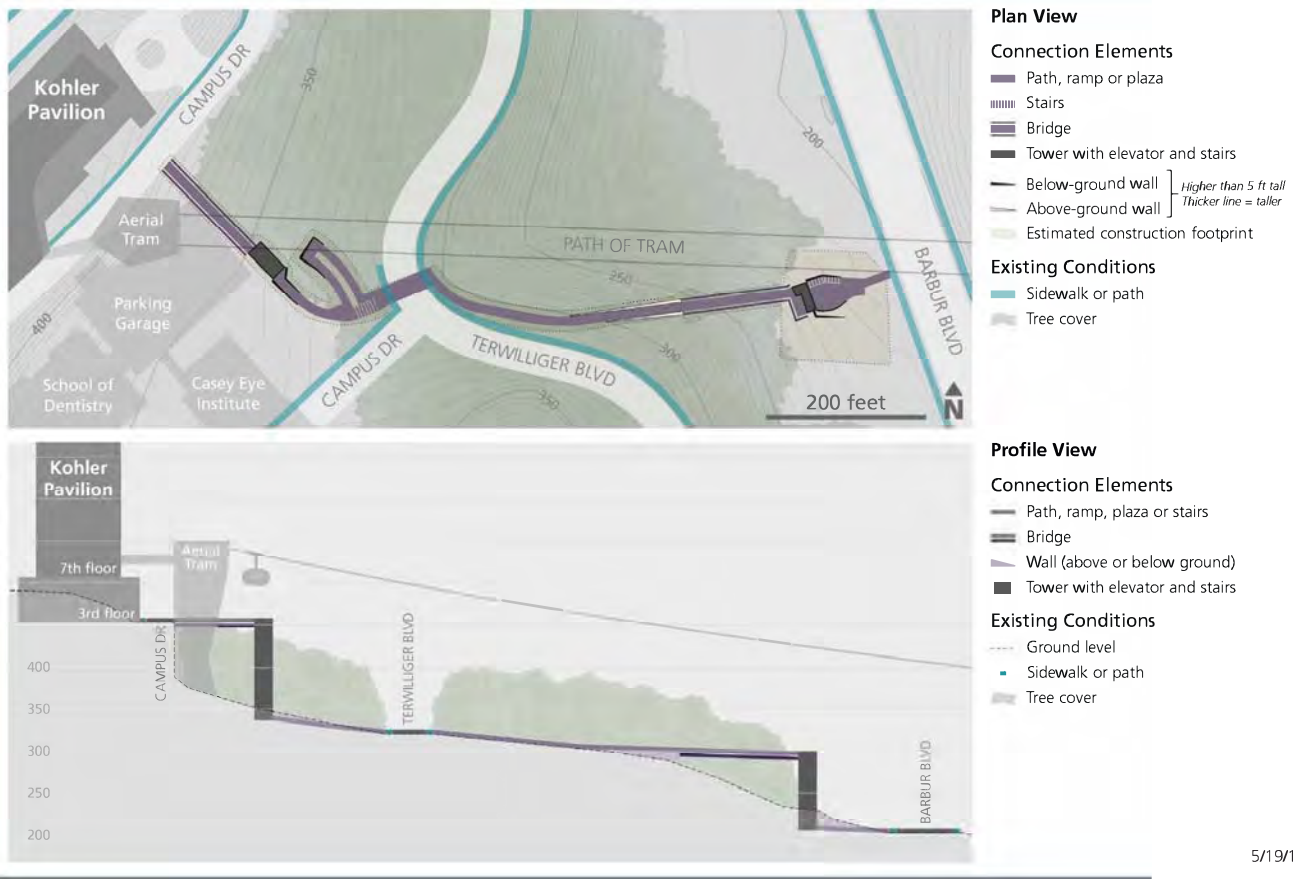 Plan View
Connection Elements
Path, ramp or plaza
Stairs
Bridge
Tower with elevator and stairs
Below-ground wall
Above-ground wall
Higher than 5 ft tall
Thicker line = taller
Estimated construction footprint
Existing Conditions
Sidewalk or path
Tree cover
Kohler
Pavilion
CAMPUS DR
350
200
Aerial
Tram
PATH OF TRAM
250
BARBUR BLVD
Parking
Garage
400
300
TERWILLIGER BLVD
CAMPUS DR
School of
Dentistry
Casey Eye
Institute
350
200 feet
N
Profile View
Connection Elements
Path, ramp, plaza or stairs
Bridge
Wall (above or below ground)
Tower with elevator and stairs
Existing Conditions
Ground level
Sidewalk or path
Tree cover
Kohler
Pavilion
Aerial
Tram
7th floor
3rd floor
CAMPUS DR
TERWILLIGER BLVD
BARBUR BLVD
400
350
300
250
200
5/19/1